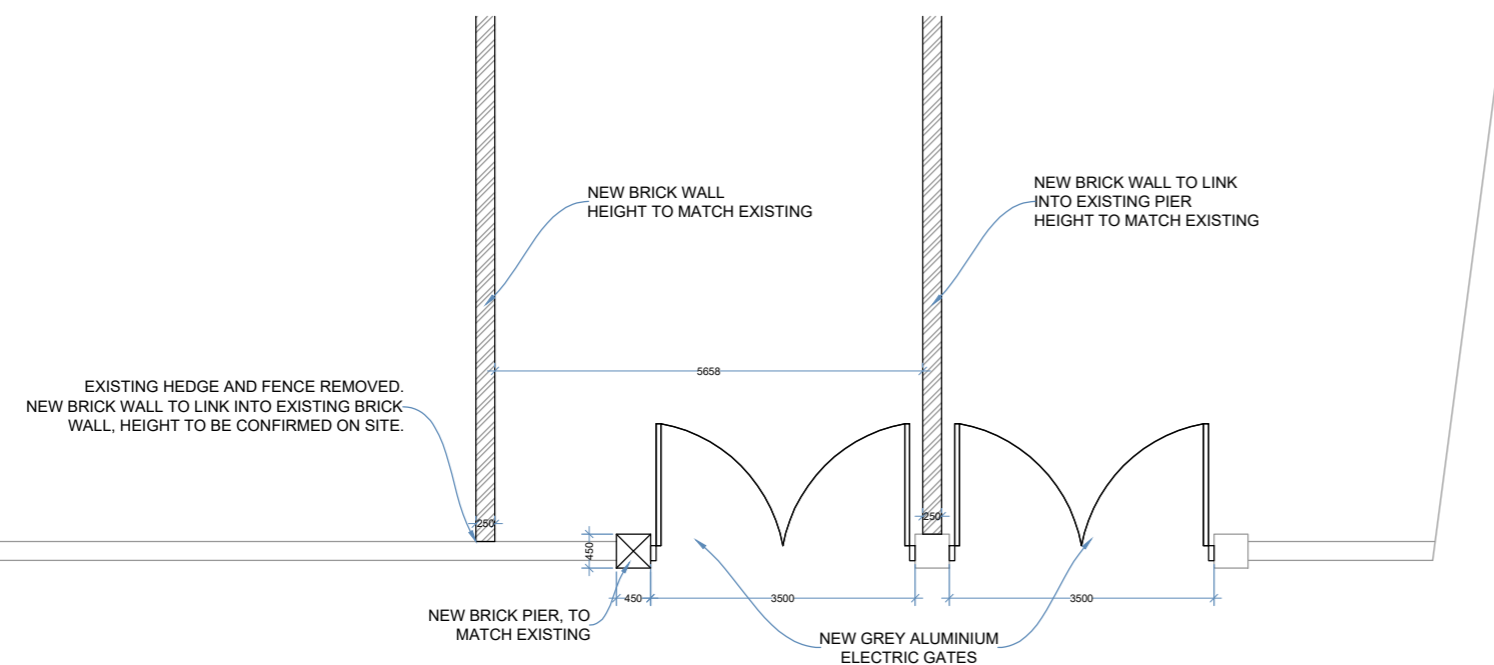 NEW BRICK WALL
HEIGHT TO MATCH EXISTING
NEW BRICK WALL TO LINK
INTO EXISTING PIER
HEIGHT TO MATCH EXISTING
5658
EXISTING HEDGE AND FENCE REMOVED.
NEW BRICK WALL TO LINK INTO EXISTING BRICK
WALL, HEIGHT TO BE CONFIRMED ON SITE.
250
250
450
450
3500
3500
NEW BRICK PIER, TO
MATCH EXISTING
NEW GREY ALUMINIUM
ELECTRIC GATES